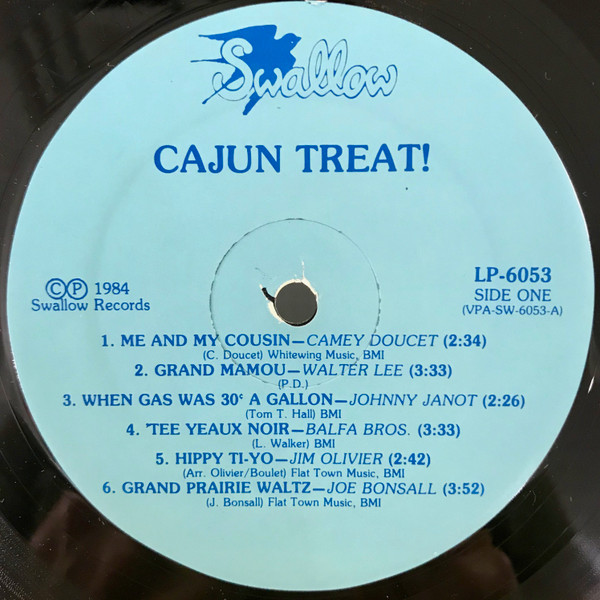 Swallow
CAJUN TREAT!
©℗ 1984
Swallow Records
LP-6053
SIDE ONE
(VPA-SW-6053-A)
1. ME AND MY COUSIN—CAMEY DOUCET (2:34)
(C. Doucet) Whitewing Music, BMI
2. GRAND MAMOU—WALTER LEE (3:33)
(P.D.)
3. WHEN GAS WAS 30¢ A GALLON—JOHNNY JANOT (2:26)
(Tom T. Hall) BMI
4. 'TEE YEAUX NOIR—BALFA BROS. (3:33)
(L. Walker) BMI
5. HIPPY TI-YO—JIM OLIVIER (2:42)
(Arr. Olivier/Boulet) Flat Town Music, BMI
6. GRAND PRAIRIE WALTZ—JOE BONSALL (3:52)
(J. Bonsall) Flat Town Music, BMI